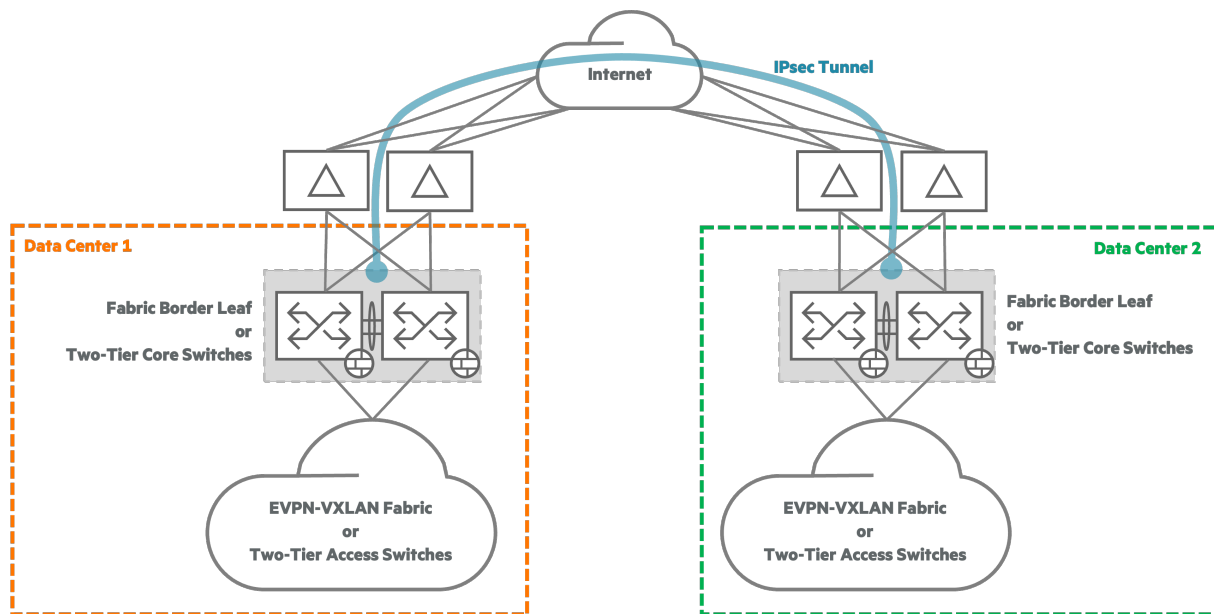 Internet
IPsec Tunnel
Data Center 1
Data Center 2
Fabric Border Leaf
or
Two-Tier Core Switches
Fabric Border Leaf
or
Two-Tier Core Switches
EVPN-VXLAN Fabric
or
Two-Tier Access Switches
EVPN-VXLAN Fabric
or
Two-Tier Access Switches